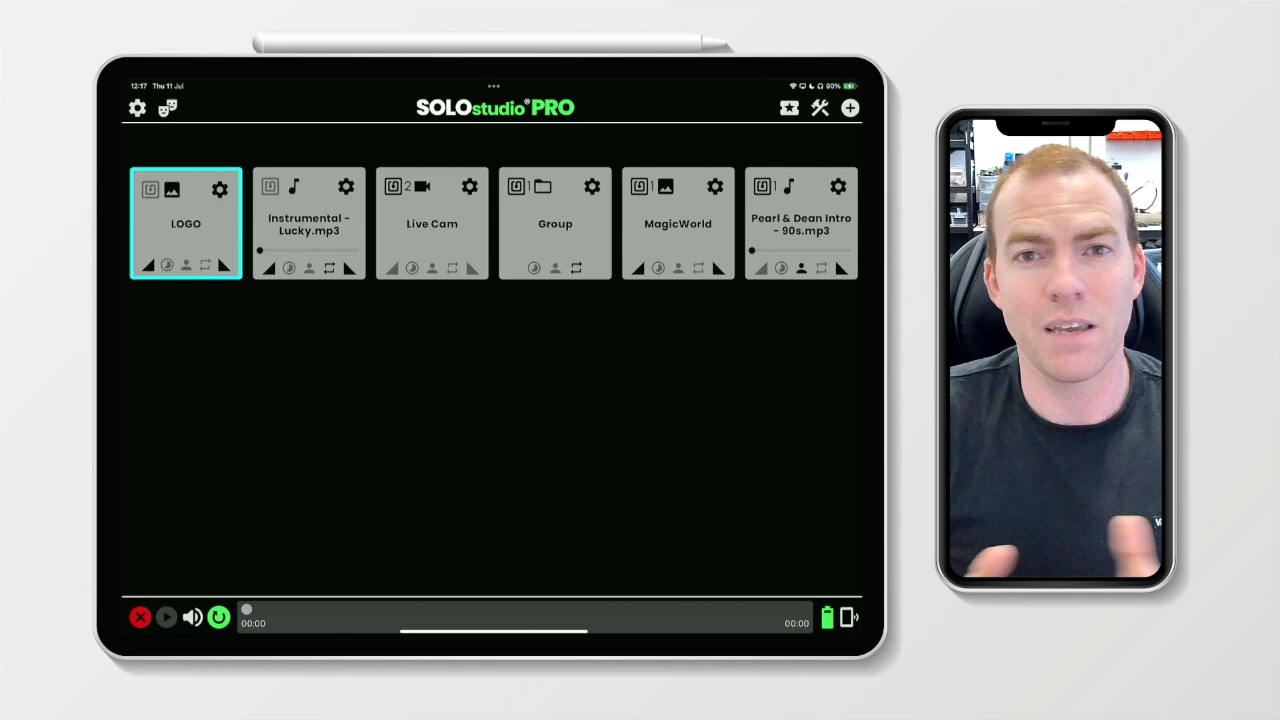 12:17 Thu 11 Jul
90%
SOLOstudio® PRO
LOGO
Instrumental -
Lucky.mp3
2
Live Cam
1
Group
1
MagicWorld
1
Pearl & Dean Intro
- 90s.mp3
00:00
00:00